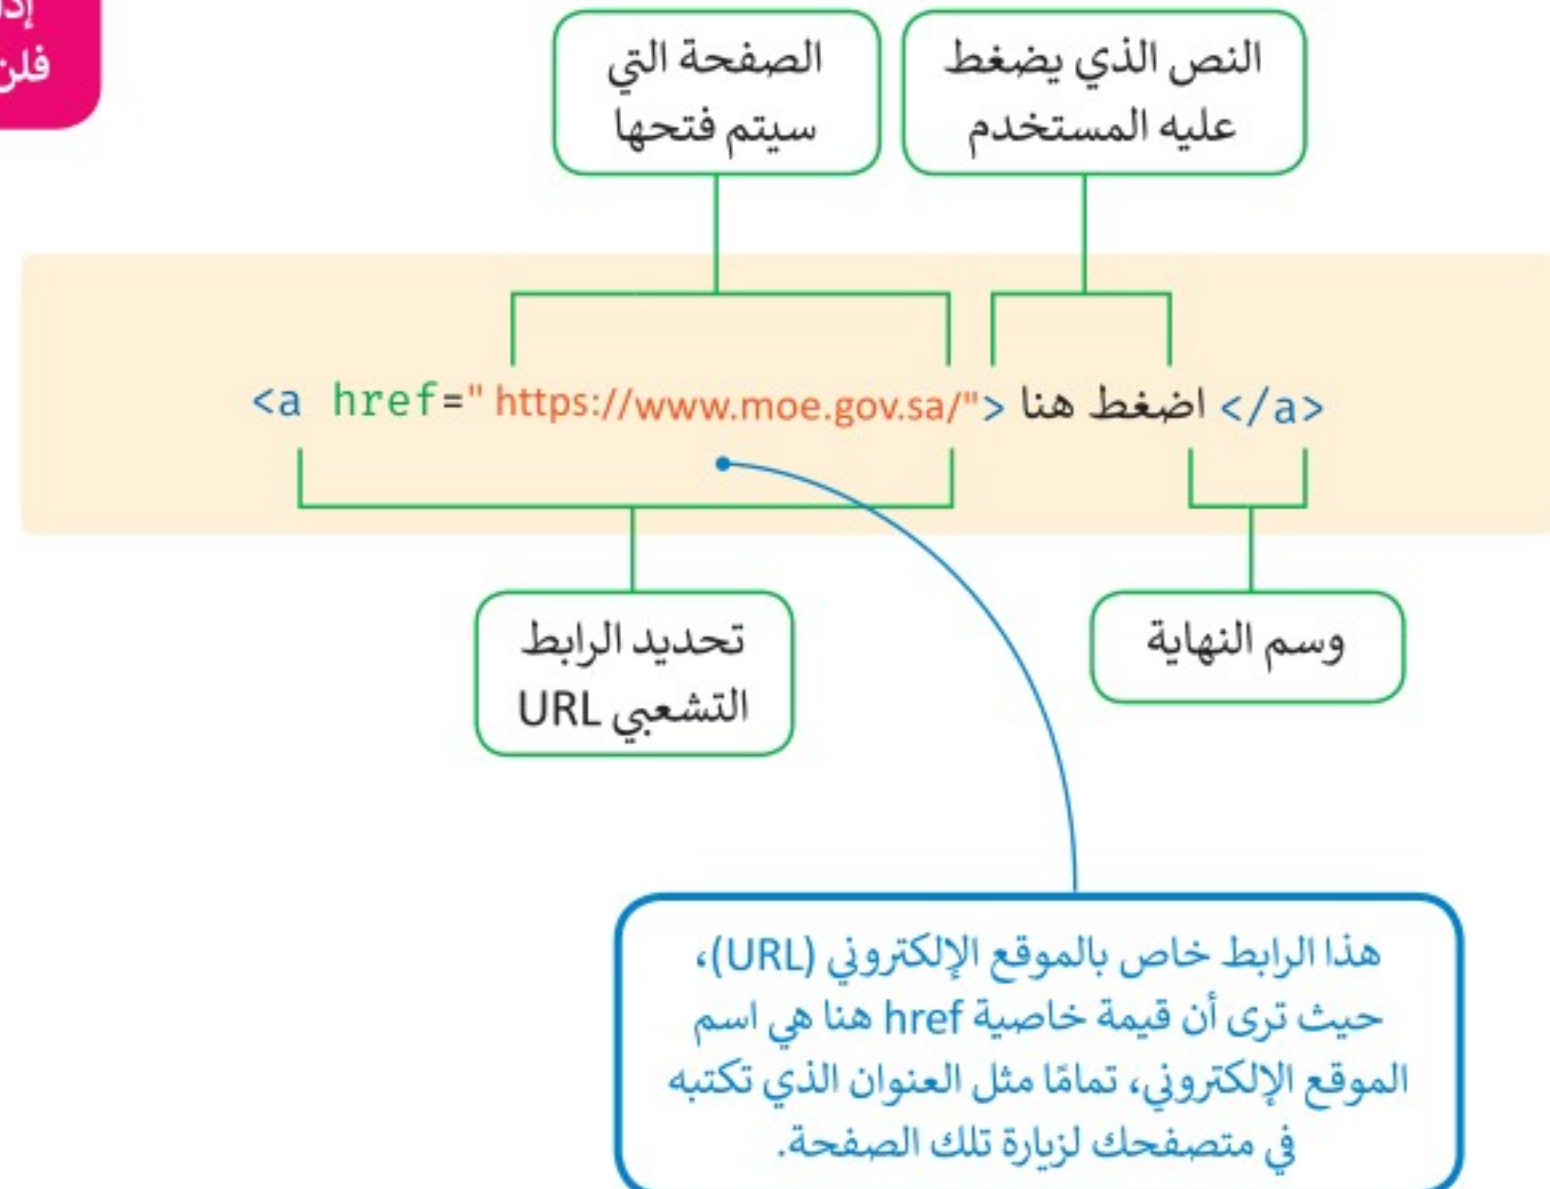 فلن
النص الذي يضغط
عليه المستخدم
الصفحة التي
سيتم فتحها
<a href=" https://www.moe.gov.sa/"> اضغط هنا </a>
تحديد الرابط
التشعبي URL
وسم النهاية
هذا الرابط خاص بالموقع الإلكتروني (URL)،
حيث ترى أن قيمة خاصية href هنا هي اسم
الموقع الإلكتروني، تمامًا مثل العنوان الذي تكتبه
في متصفحك لزيارة تلك الصفحة.